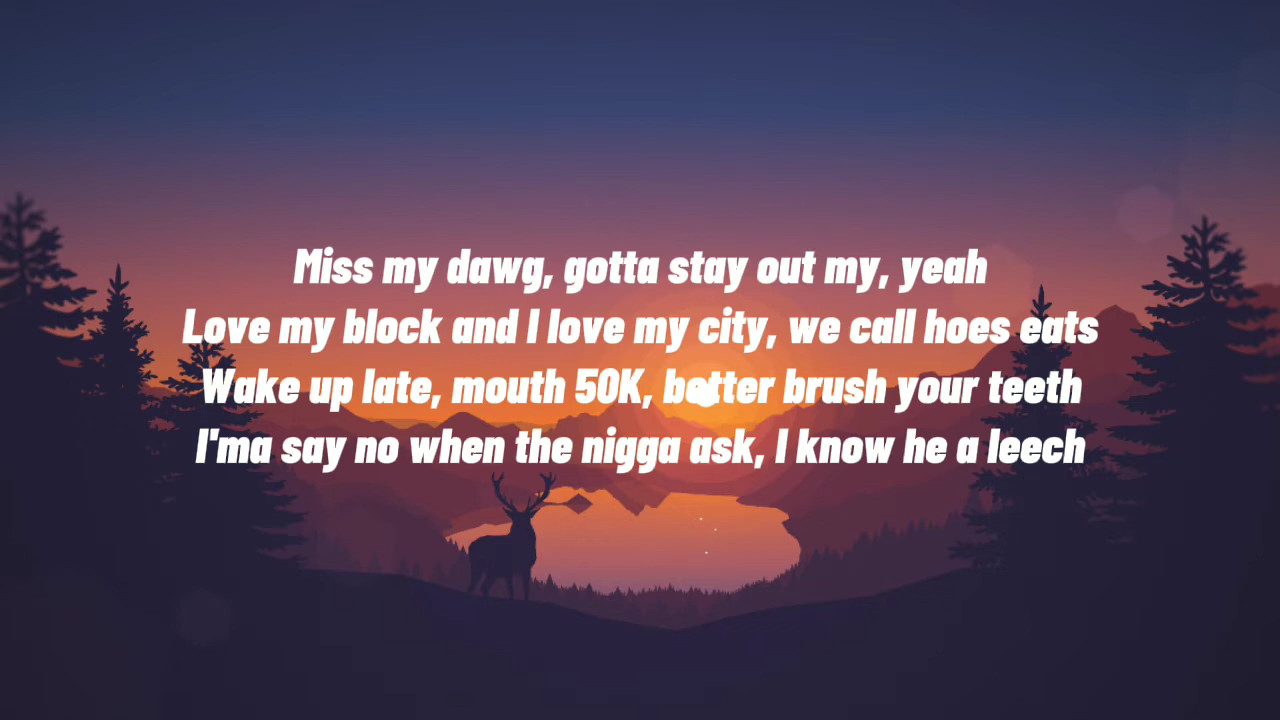 Miss my dawg, gotta stay out my, yeah
Love my block and I love my city, we call hoes eats
Wake up late, mouth 50K, better brush your teeth
I'ma say no when the nigga ask, I know he a leech